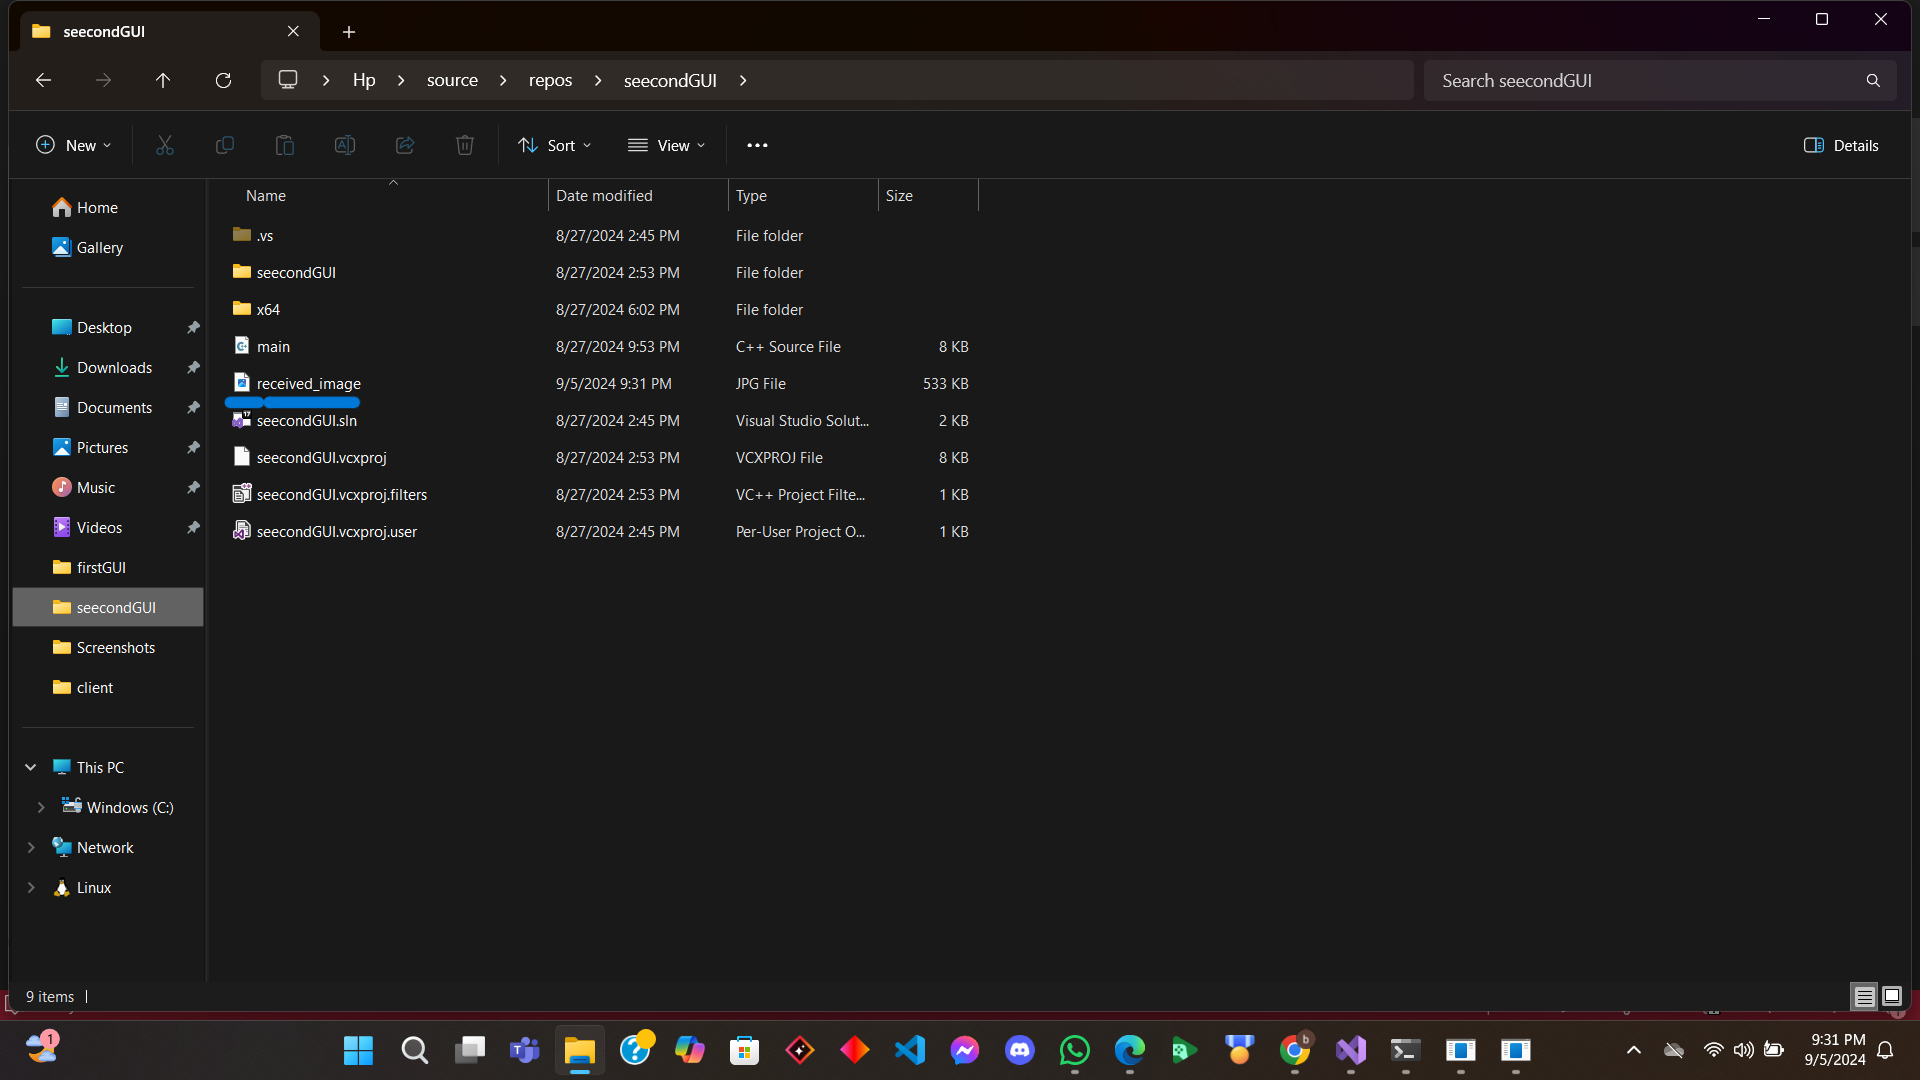 seecondGUI
Hp source repos seecondGUI
Search seecondGUI
New
Sort
View
Details
Name Date modified Type Size
.vs 8/27/2024 2:45 PM File folder
seecondGUI 8/27/2024 2:53 PM File folder
x64 8/27/2024 6:02 PM File folder
main 8/27/2024 9:53 PM C++ Source File 8 KB
received_image 9/5/2024 9:31 PM JPG File 533 KB
seecondGUI.sln 8/27/2024 2:45 PM Visual Studio Solut... 2 KB
seecondGUI.vcxproj 8/27/2024 2:53 PM VCXPROJ File 8 KB
seecondGUI.vcxproj.filters 8/27/2024 2:53 PM VC++ Project Filte... 1 KB
seecondGUI.vcxproj.user 8/27/2024 2:45 PM Per-User Project O... 1 KB
Home
Gallery
Desktop
Downloads
Documents
Pictures
Music
Videos
firstGUI
seecondGUI
Screenshots
client
This PC
Windows (C:)
Network
Linux
9 items
1
b
9:31 PM
9/5/2024